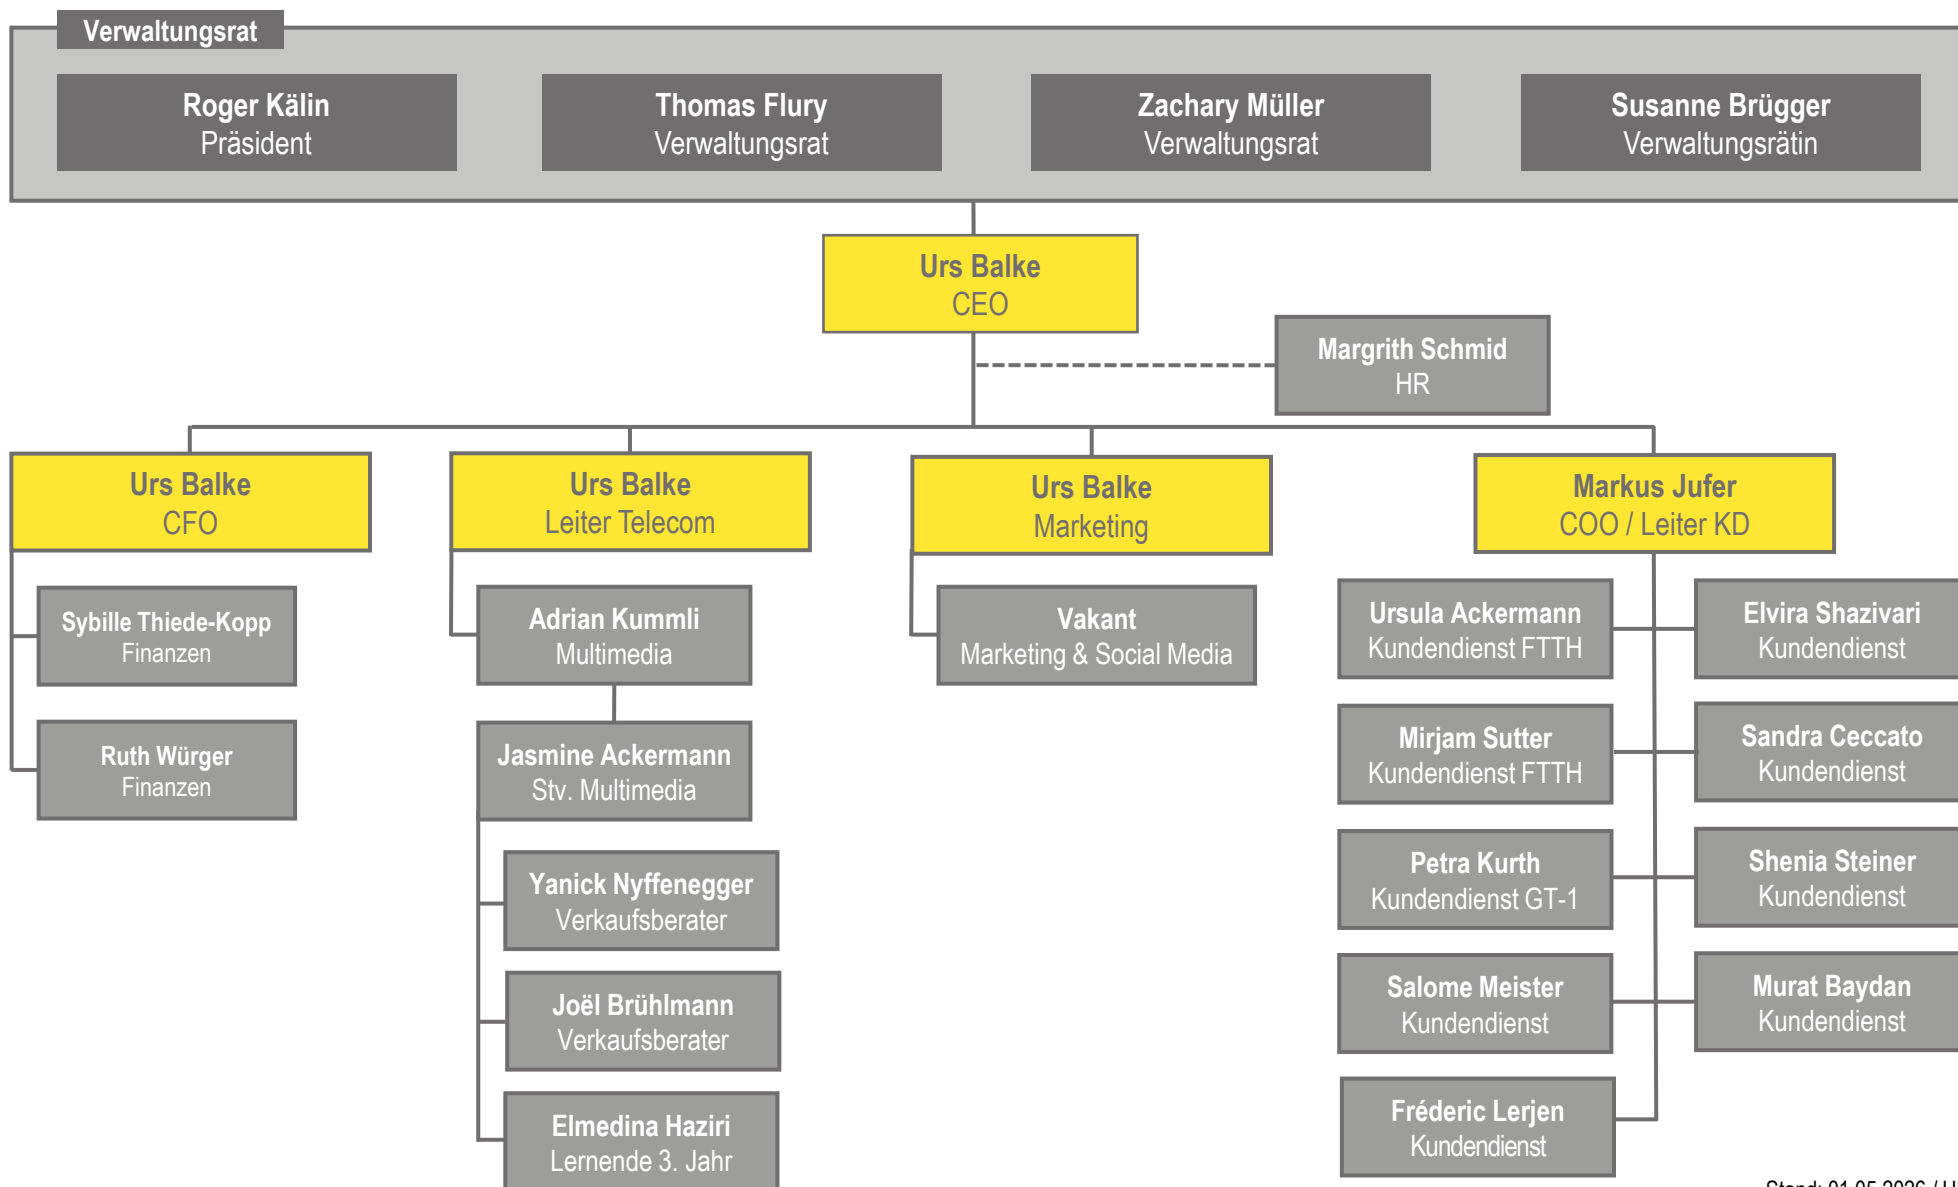 Verwaltungsrat
Roger Kälin
Präsident
Thomas Flury
Verwaltungsrat
Zachary Müller
Verwaltungsrat
Susanne Brügger
Verwaltungsrätin
Urs Balke
CEO
Margrith Schmid
HR
Urs Balke
CFO
Sybille Thiede-Kopp
Finanzen
Ruth Würger
Finanzen
Urs Balke
Leiter Telecom
Adrian Kummli
Multimedia
Jasmine Ackermann
Stv. Multimedia
Yanick Nyffenegger
Verkaufsberater
Joël Brühlmann
Verkaufsberater
Elmedina Haziri
Lernende 3. Jahr
Urs Balke
Marketing
Vakant
Marketing & Social Media
Markus Jufer
COO / Leiter KD
Ursula Ackermann
Kundendienst FTTH
Elvira Shazivari
Kundendienst
Mirjam Sutter
Kundendienst FTTH
Sandra Ceccato
Kundendienst
Petra Kurth
Kundendienst GT-1
Shenia Steiner
Kundendienst
Salome Meister
Kundendienst
Murat Baydan
Kundendienst
Fréderic Lerjen
Kundendienst
Stand: 01.05.2026 /